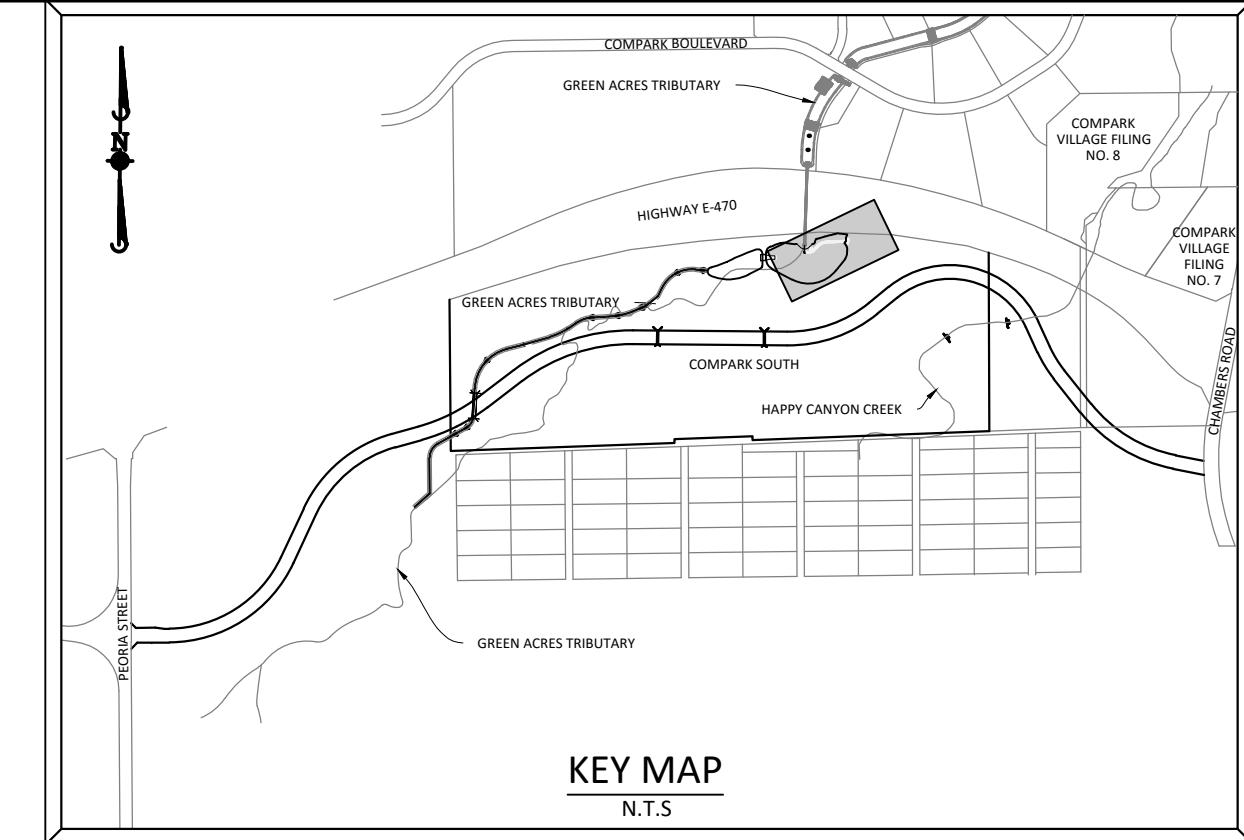 COMPARK BOULEVARD
GREEN ACRES TRIBUTARY
COMPARK
VILLAGE FILING
NO. 8
N
HIGHWAY E-470
COMPARK
VILLAGE
FILING
NO. 7
GREEN ACRES TRIBUTARY
COMPARK SOUTH
CHAMBERS ROAD
HAPPY CANYON CREEK
PEORIA STREET
GREEN ACRES TRIBUTARY
KEY MAP
N.T.S